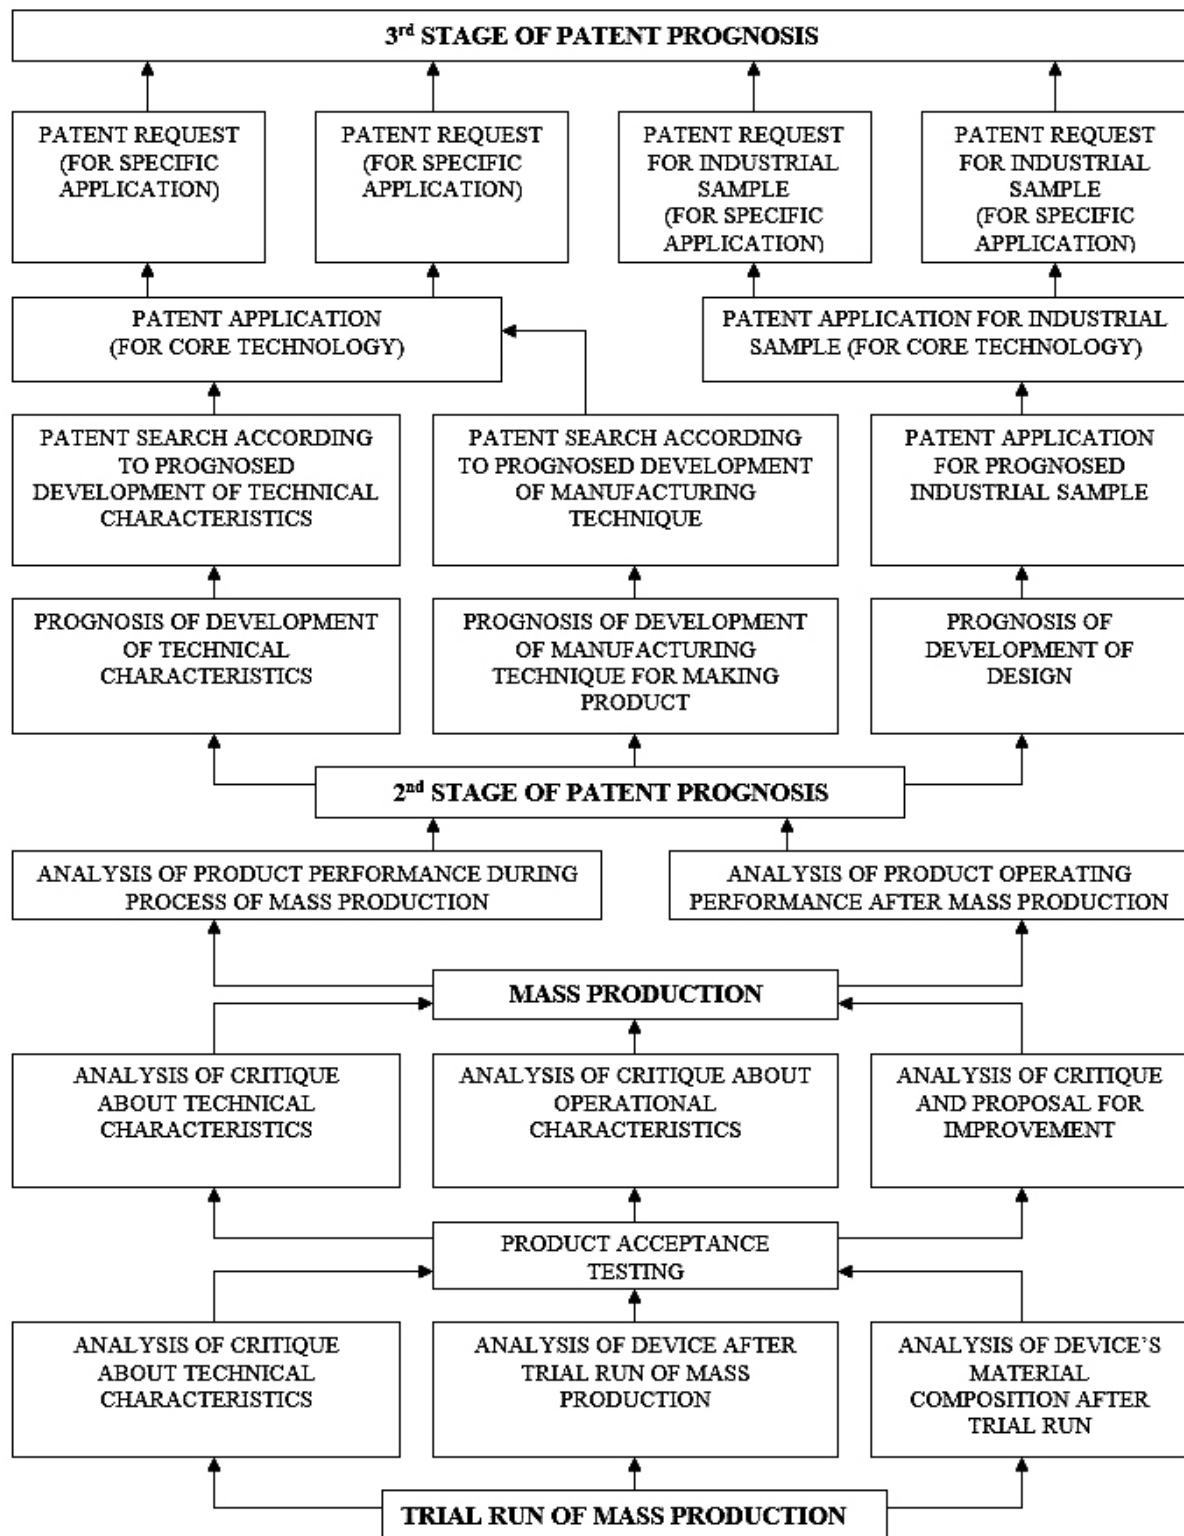 3rd STAGE OF PATENT PROGNOSIS
PATENT REQUEST
(FOR SPECIFIC
APPLICATION)
PATENT REQUEST
(FOR SPECIFIC
APPLICATION)
PATENT REQUEST
FOR INDUSTRIAL
SAMPLE
(FOR SPECIFIC
APPLICATION)
PATENT REQUEST
FOR INDUSTRIAL
SAMPLE
(FOR SPECIFIC
APPLICATION)
PATENT APPLICATION
(FOR CORE TECHNOLOGY)
PATENT APPLICATION FOR INDUSTRIAL
SAMPLE (FOR CORE TECHNOLOGY)
PATENT SEARCH ACCORDING
TO PROGNOSED
DEVELOPMENT OF TECHNICAL
CHARACTERISTICS
PATENT SEARCH ACCORDING
TO PROGNOSED DEVELOPMENT
OF MANUFACTURING
TECHNIQUE
PATENT APPLICATION
FOR PROGNOSED
INDUSTRIAL SAMPLE
PROGNOSIS OF DEVELOPMENT
OF TECHNICAL
CHARACTERISTICS
PROGNOSIS OF DEVELOPMENT
OF MANUFACTURING
TECHNIQUE FOR MAKING
PRODUCT
PROGNOSIS OF
DEVELOPMENT OF
DESIGN
2nd STAGE OF PATENT PROGNOSIS
ANALYSIS OF PRODUCT PERFORMANCE DURING
PROCESS OF MASS PRODUCTION
ANALYSIS OF PRODUCT OPERATING
PERFORMANCE AFTER MASS PRODUCTION
MASS PRODUCTION
ANALYSIS OF CRITIQUE
ABOUT TECHNICAL
CHARACTERISTICS
ANALYSIS OF CRITIQUE ABOUT
OPERATIONAL
CHARACTERISTICS
ANALYSIS OF CRITIQUE
AND PROPOSAL FOR
IMPROVEMENT
PRODUCT ACCEPTANCE
TESTING
ANALYSIS OF CRITIQUE
ABOUT TECHNICAL
CHARACTERISTICS
ANALYSIS OF DEVICE AFTER
TRIAL RUN OF MASS
PRODUCTION
ANALYSIS OF DEVICE’S
MATERIAL
COMPOSITION AFTER
TRIAL RUN
TRIAL RUN OF MASS PRODUCTION